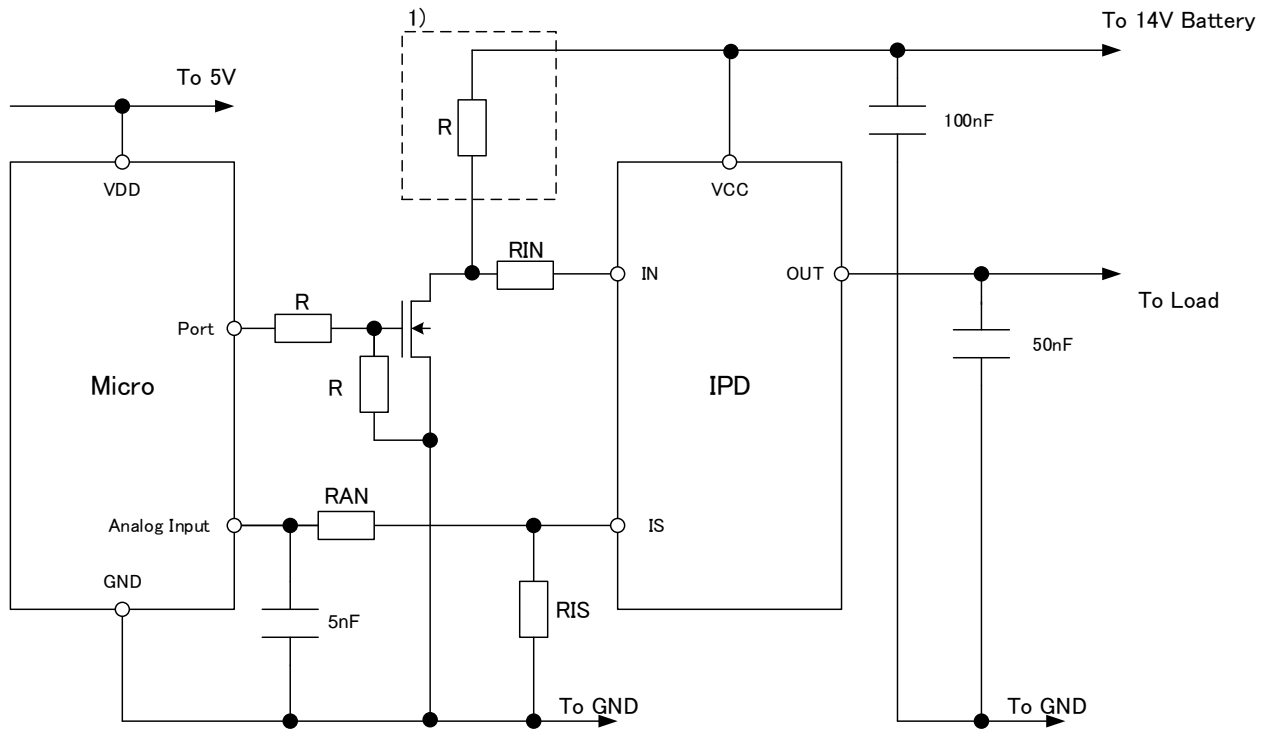 1)
To 14V Battery
To 5V
R
100nF
VDD
VCC
RIN
IN
OUT
To Load
R
Port
50nF
R
Micro
IPD
RAN
Analog Input
IS
GND
5nF
RIS
To GND
To GND